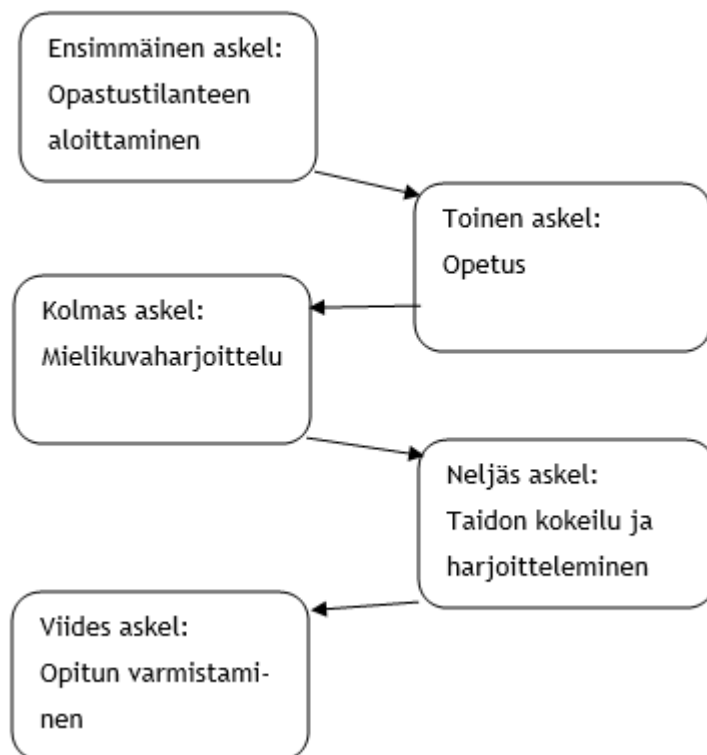 Ensimmäinen askel:
Opastustilanteen
aloittaminen
Toinen askel:
Opetus
Kolmas askel:
Mielikuvaharjoittelu
Neljäs askel:
Taidon kokeilu ja
harjoitteleminen
Viides askel:
Opitun varmistami-
nen